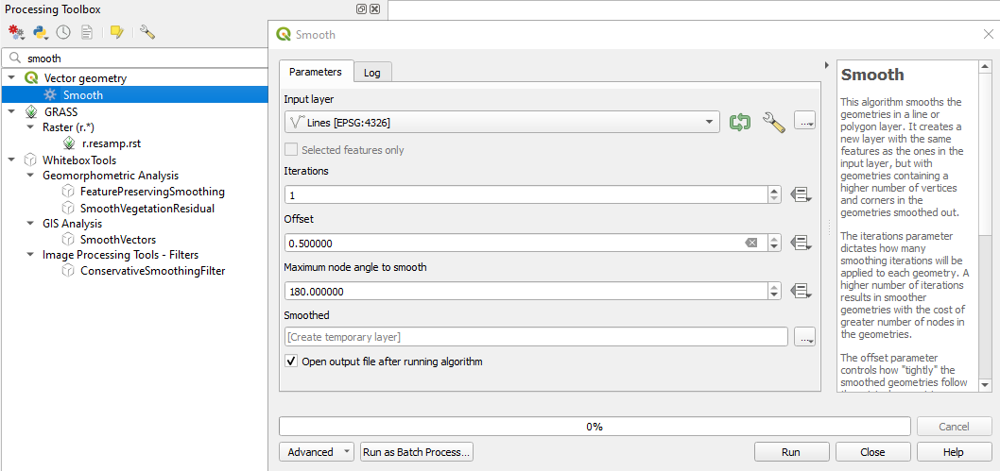 Processing Toolbox
smooth
Vector geometry
Smooth
GRASS
Raster (r.*)
r.resamp.rst
WhiteboxTools
Geomorphometric Analysis
FeaturePreservingSmoothing
SmoothVegetationResidual
GIS Analysis
SmoothVectors
Image Processing Tools - Filters
ConservativeSmoothingFilter
Smooth
Parameters
Log
Input layer
Lines [EPSG:4326]
...
Selected features only
Iterations
1
Offset
0.500000
Maximum node angle to smooth
180.000000
Smoothed
[Create temporary layer]
...
Open output file after running algorithm
Smooth
This algorithm smooths the
geometries in a line or
polygon layer. It creates a
new layer with the same
features as the ones in the
input layer, but with
geometries containing a
higher number of vertices
and corners in the
geometries smoothed out.
The iterations parameter
dictates how many
smoothing iterations will be
applied to each geometry. A
higher number of iterations
results in smoother
geometries with the cost of
greater number of nodes in
the geometries.
The offset parameter
controls how "tightly" the
smoothed geometries follow
0%
Cancel
Advanced
Run as Batch Process...
Run
Close
Help